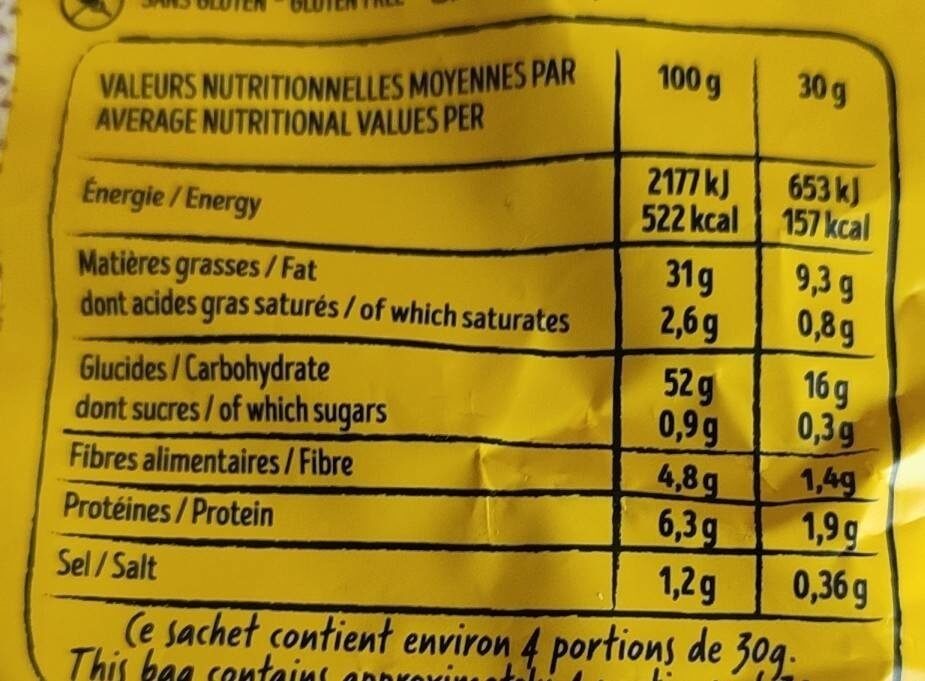 SANS GLUTEN - GLUTEN FREE
VALEURS NUTRITIONNELLES MOYENNES PAR 100 g 30 g
AVERAGE NUTRITIONAL VALUES PER
Énergie / Energy 2177 kJ 653 kJ
522 kcal 157 kcal
Matières grasses / Fat 31 g 9,3 g
dont acides gras saturés / of which saturates 2,6 g 0,8 g
Glucides / Carbohydrate 52 g 16 g
dont sucres / of which sugars 0,9 g 0,3 g
Fibres alimentaires / Fibre 4,8 g 1,4g
Protéines / Protein 6,3 g 1,9 g
Sel / Salt 1,2 g 0,36 g
Ce sachet contient environ 4 portions de 30g.
This bag contains